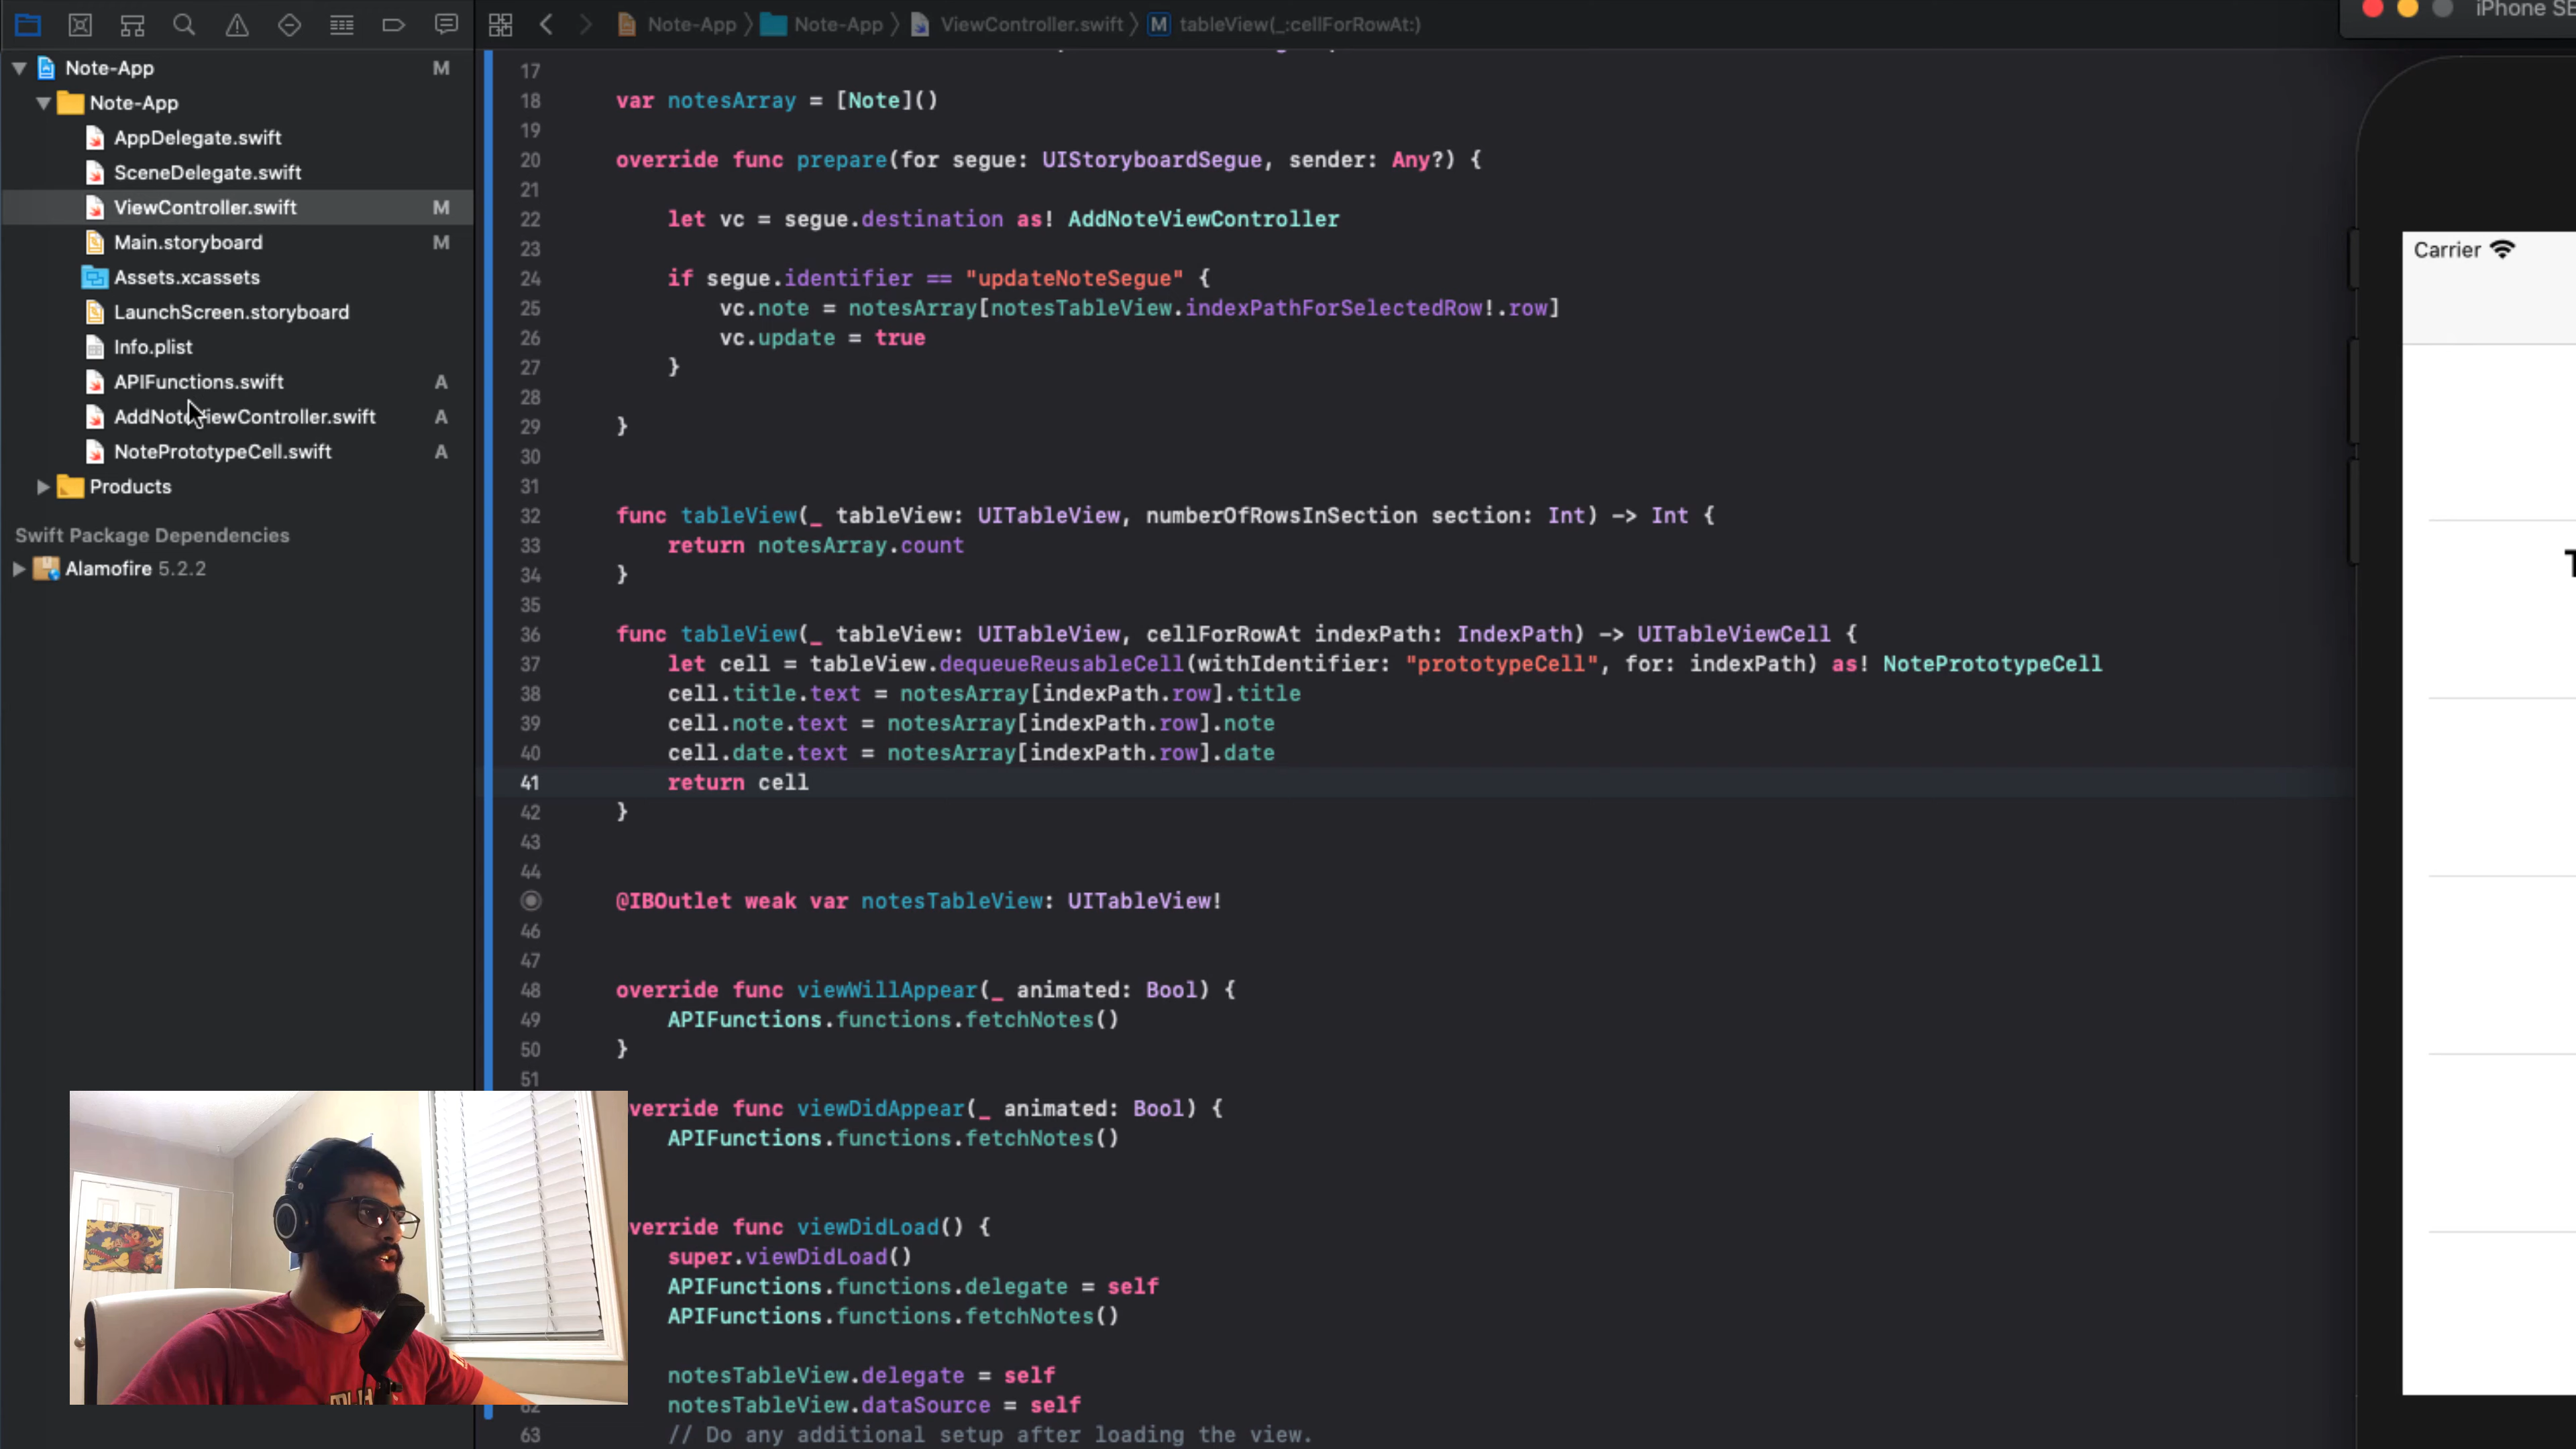 Note-App
M
Note-App
AppDelegate.swift
SceneDelegate.swift
ViewController.swift
M
Main.storyboard
M
Assets.xcassets
LaunchScreen.storyboard
Info.plist
APIFunctions.swift
A
AddNoteViewController.swift
A
NotePrototypeCell.swift
A
Products
Swift Package Dependencies
Alamofire 5.2.2
Note-App 〉 Note-App 〉 ViewController.swift 〉 M tableView(_:cellForRowAt:)
17
18 var notesArray = [Note]()
19
20 override func prepare(for segue: UIStoryboardSegue, sender: Any?) {
21
22 let vc = segue.destination as! AddNoteViewController
23
24 if segue.identifier == "updateNoteSegue" {
25 vc.note = notesArray[notesTableView.indexPathForSelectedRow!.row]
26 vc.update = true
27 }
28
29 }
30
31
32 func tableView(_ tableView: UITableView, numberOfRowsInSection section: Int) -> Int {
33 return notesArray.count
34 }
35
36 func tableView(_ tableView: UITableView, cellForRowAt indexPath: IndexPath) -> UITableViewCell {
37 let cell = tableView.dequeueReusableCell(withIdentifier: "prototypeCell", for: indexPath) as! NotePrototypeCell
38 cell.title.text = notesArray[indexPath.row].title
39 cell.note.text = notesArray[indexPath.row].note
40 cell.date.text = notesArray[indexPath.row].date
41 return cell
42 }
43
44
@IBOutlet weak var notesTableView: UITableView!
46
47
48 override func viewWillAppear(_ animated: Bool) {
49 APIFunctions.functions.fetchNotes()
50 }
51
verride func viewDidAppear(_ animated: Bool) {
APIFunctions.functions.fetchNotes()
verride func viewDidLoad() {
super.viewDidLoad()
APIFunctions.functions.delegate = self
APIFunctions.functions.fetchNotes()
notesTableView.delegate = self
62 notesTableView.dataSource = self
63 // Do any additional setup after loading the view.
iPhone SE
Carrier
T